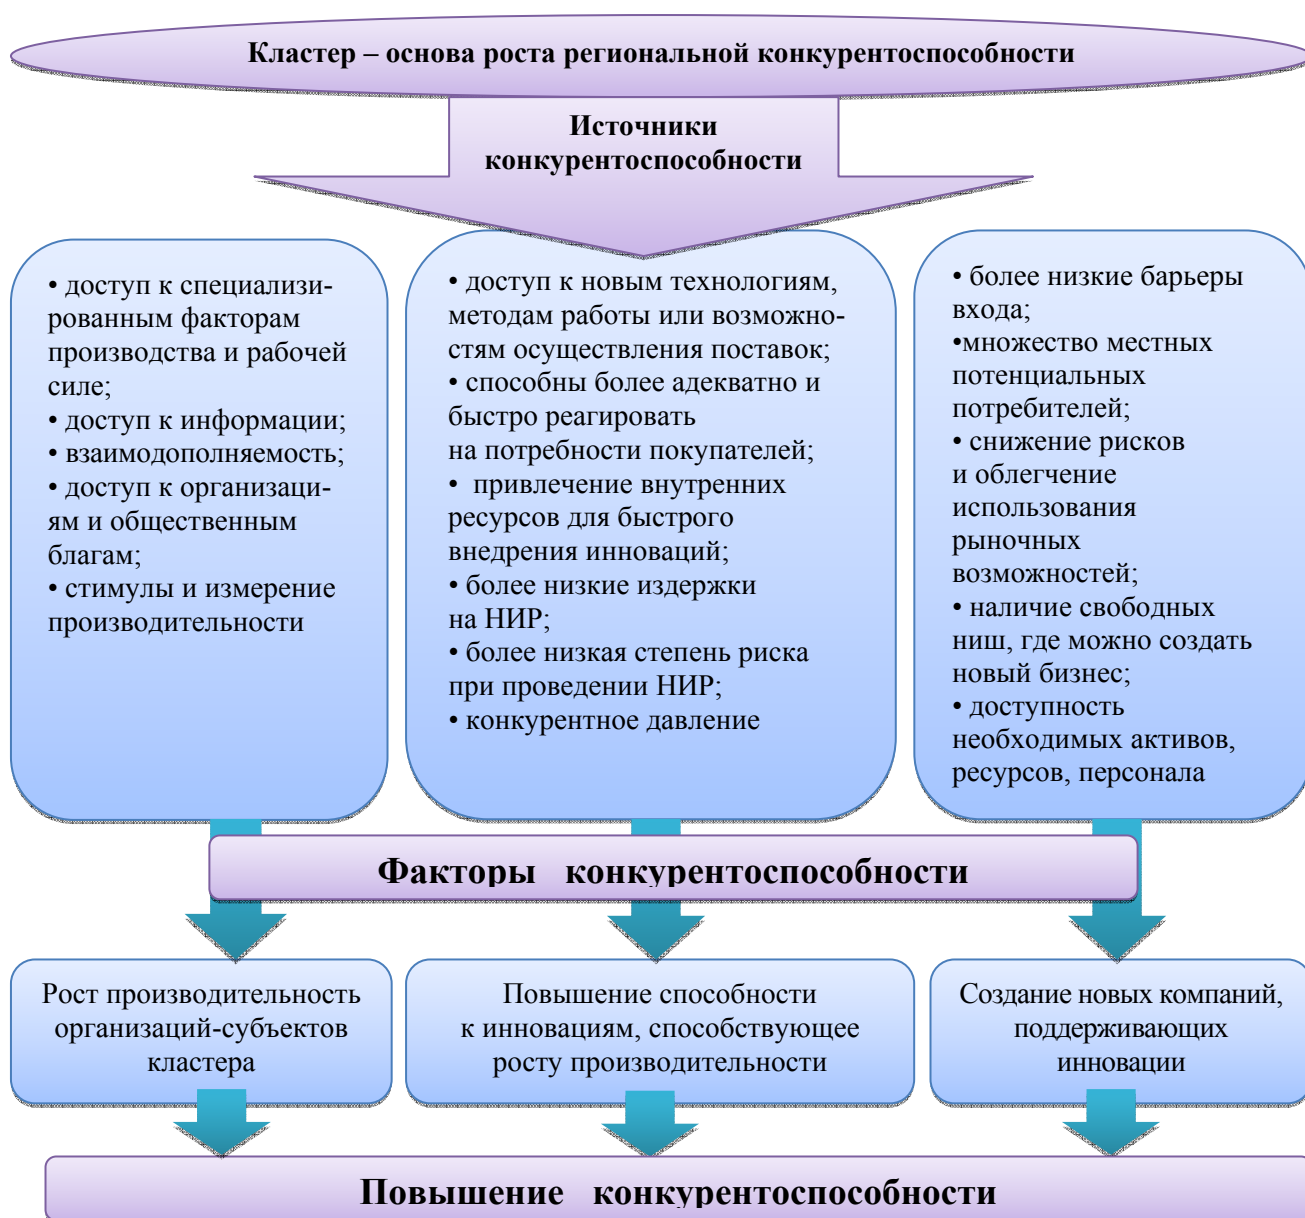 Кластер – основа роста региональной конкурентоспособности
Источники
конкурентоспособности
• доступ к специализи-
рованным факторам
производства и рабочей
силе;
• доступ к информации;
• взаимодополняемость;
• доступ к организаци-
ям и общественным
благам;
• стимулы и измерение
производительности
• доступ к новым технологиям,
методам работы или возможно-
стям осуществления поставок;
• способны более адекватно и
быстро реагировать
на потребности покупателей;
• привлечение внутренних
ресурсов для быстрого
внедрения инноваций;
• более низкие издержки
на НИР;
• более низкая степень риска
при проведении НИР;
• конкурентное давление
• более низкие барьеры
входа;
•множество местных
потенциальных
потребителей;
• снижение рисков
и облегчение
использования
рыночных
возможностей;
• наличие свободных
ниш, где можно создать
новый бизнес;
• доступность
необходимых активов,
ресурсов, персонала
Факторы конкурентоспособности
Рост производительность
организаций-субъектов
кластера
Повышение способности
к инновациям, способствующее
росту производительности
Создание новых компаний,
поддерживающих
инновации
Повышение конкурентоспособности